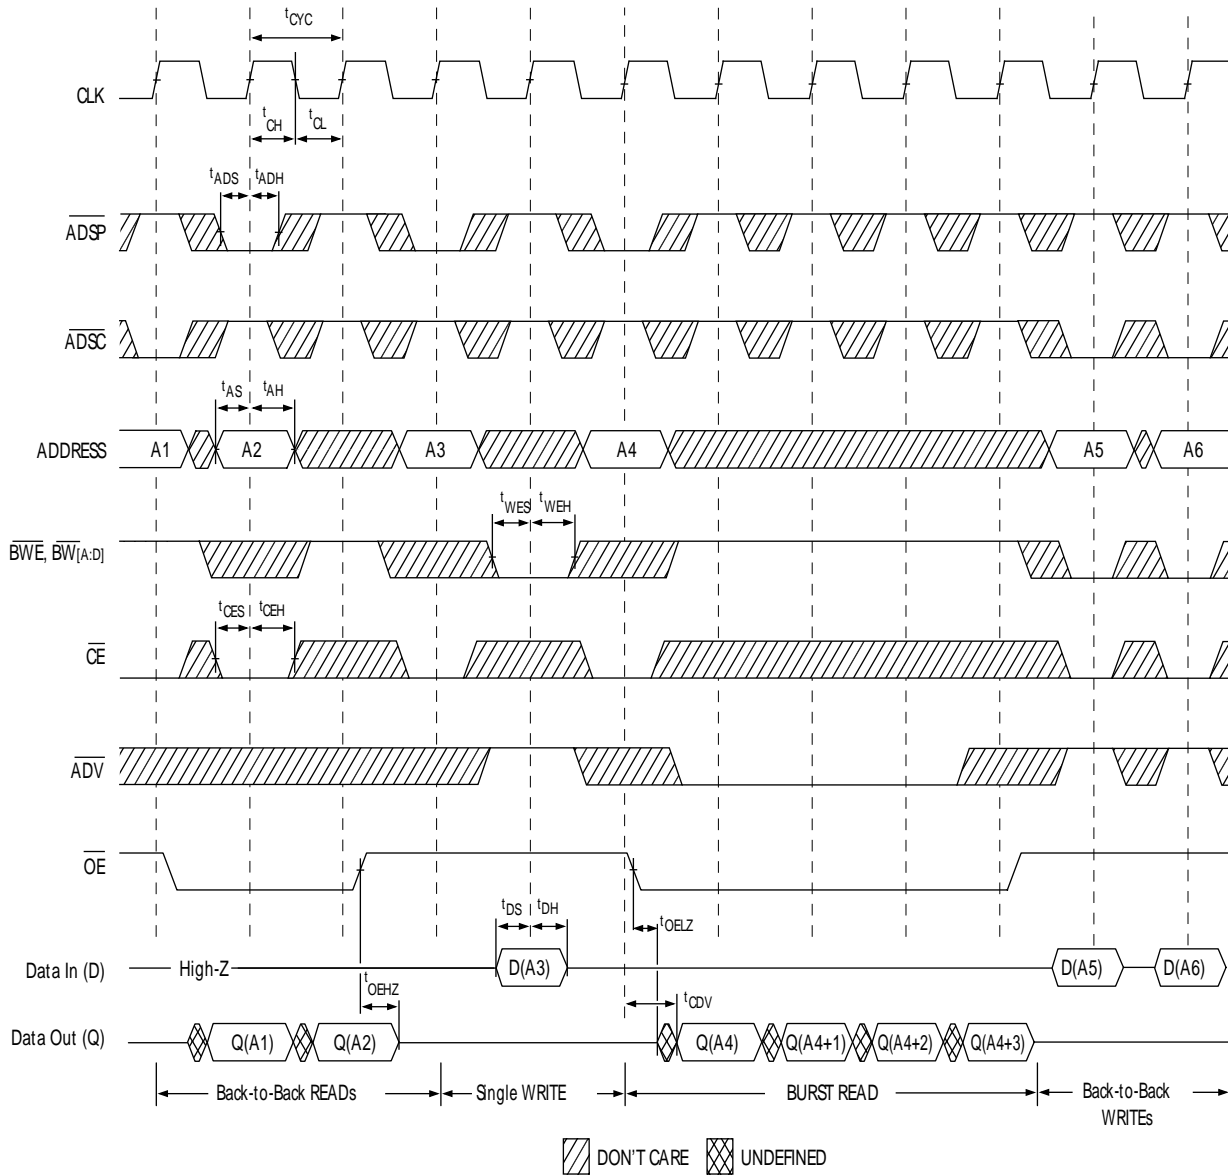 tCYC
CLK
tCH tCL
tADS tADH
ADSP
ADSC
tAS tAH
ADDRESS A1 A2 A3 A4 A5 A6
tWES tWEH
BWE, BW[A:D]
tCES tCEH
CE
ADV
OE
tDS tDH
tOELZ
Data In (D) High-Z D(A3) D(A5) D(A6)
tOEHZ tCDV
Data Out (Q) Q(A1) Q(A2) Q(A4) Q(A4+1) Q(A4+2) Q(A4+3)
Back-to-Back READs Single WRITE BURST READ Back-to-Back
WRITEs
DON'T CARE UNDEFINED